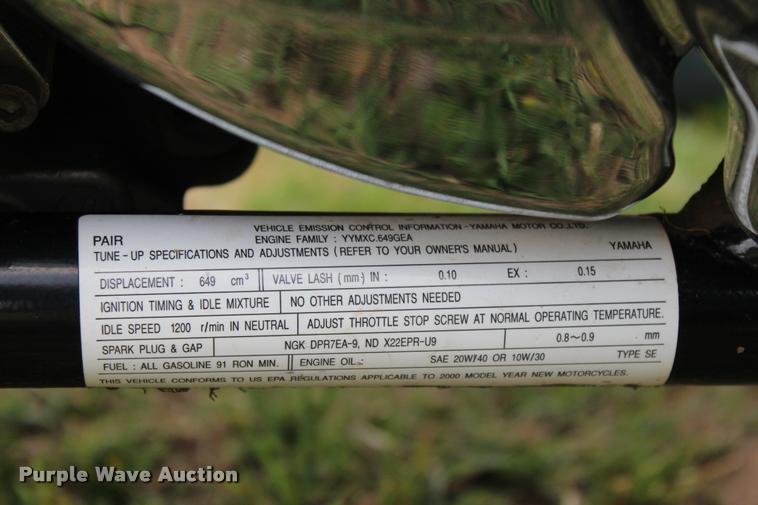 VEHICLE EMISSION CONTROL INFORMATION-YAMAHA MOTOR CO.,LTD.
PAIR ENGINE FAMILY : YYMXC.649GEA YAMAHA
TUNE-UP SPECIFICATIONS AND ADJUSTMENTS (REFER TO YOUR OWNER'S MANUAL)
DISPLACEMENT : 649 cm³ VALVE LASH (mm) IN : 0.10 EX : 0.15
IGNITION TIMING & IDLE MIXTURE NO OTHER ADJUSTMENTS NEEDED
IDLE SPEED 1200 r/min IN NEUTRAL ADJUST THROTTLE STOP SCREW AT NORMAL OPERATING TEMPERATURE.
SPARK PLUG & GAP NGK DPR7EA-9, ND X22EPR-U9 0.8~0.9 mm
FUEL : ALL GASOLINE 91 RON MIN. ENGINE OIL : SAE 20W/40 OR 10W/30 TYPE SE
THIS VEHICLE CONFORMS TO US EPA REGULATIONS APPLICABLE TO 2000 MODEL YEAR NEW MOTORCYCLES.
Purple Wave Auction